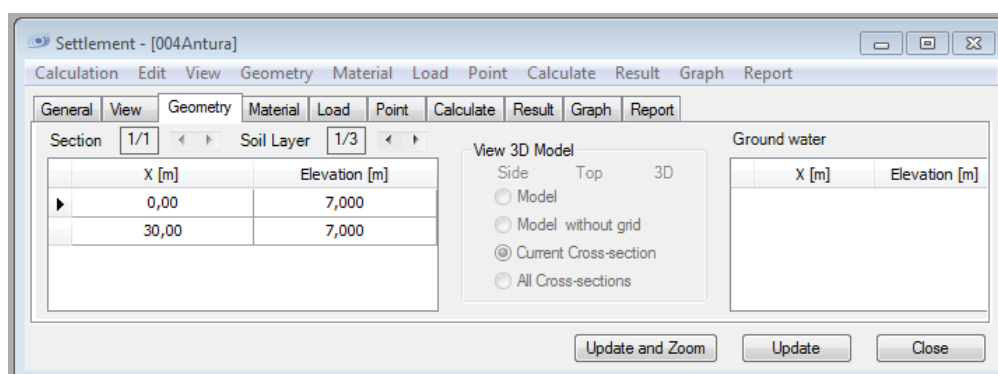 Settlement - [004Antura]
Calculation Edit View Geometry Material Load Point Calculate Result Graph Report
General View Geometry Material Load Point Calculate Result Graph Report
Section 1/1 Soil Layer 1/3
View 3D Model
Ground water
X [m] Elevation [m]
Side Top 3D
X [m] Elevation [m]
0,00 7,000
Model
30,00 7,000
Model without grid
Current Cross-section
All Cross-sections
Update and Zoom Update Close